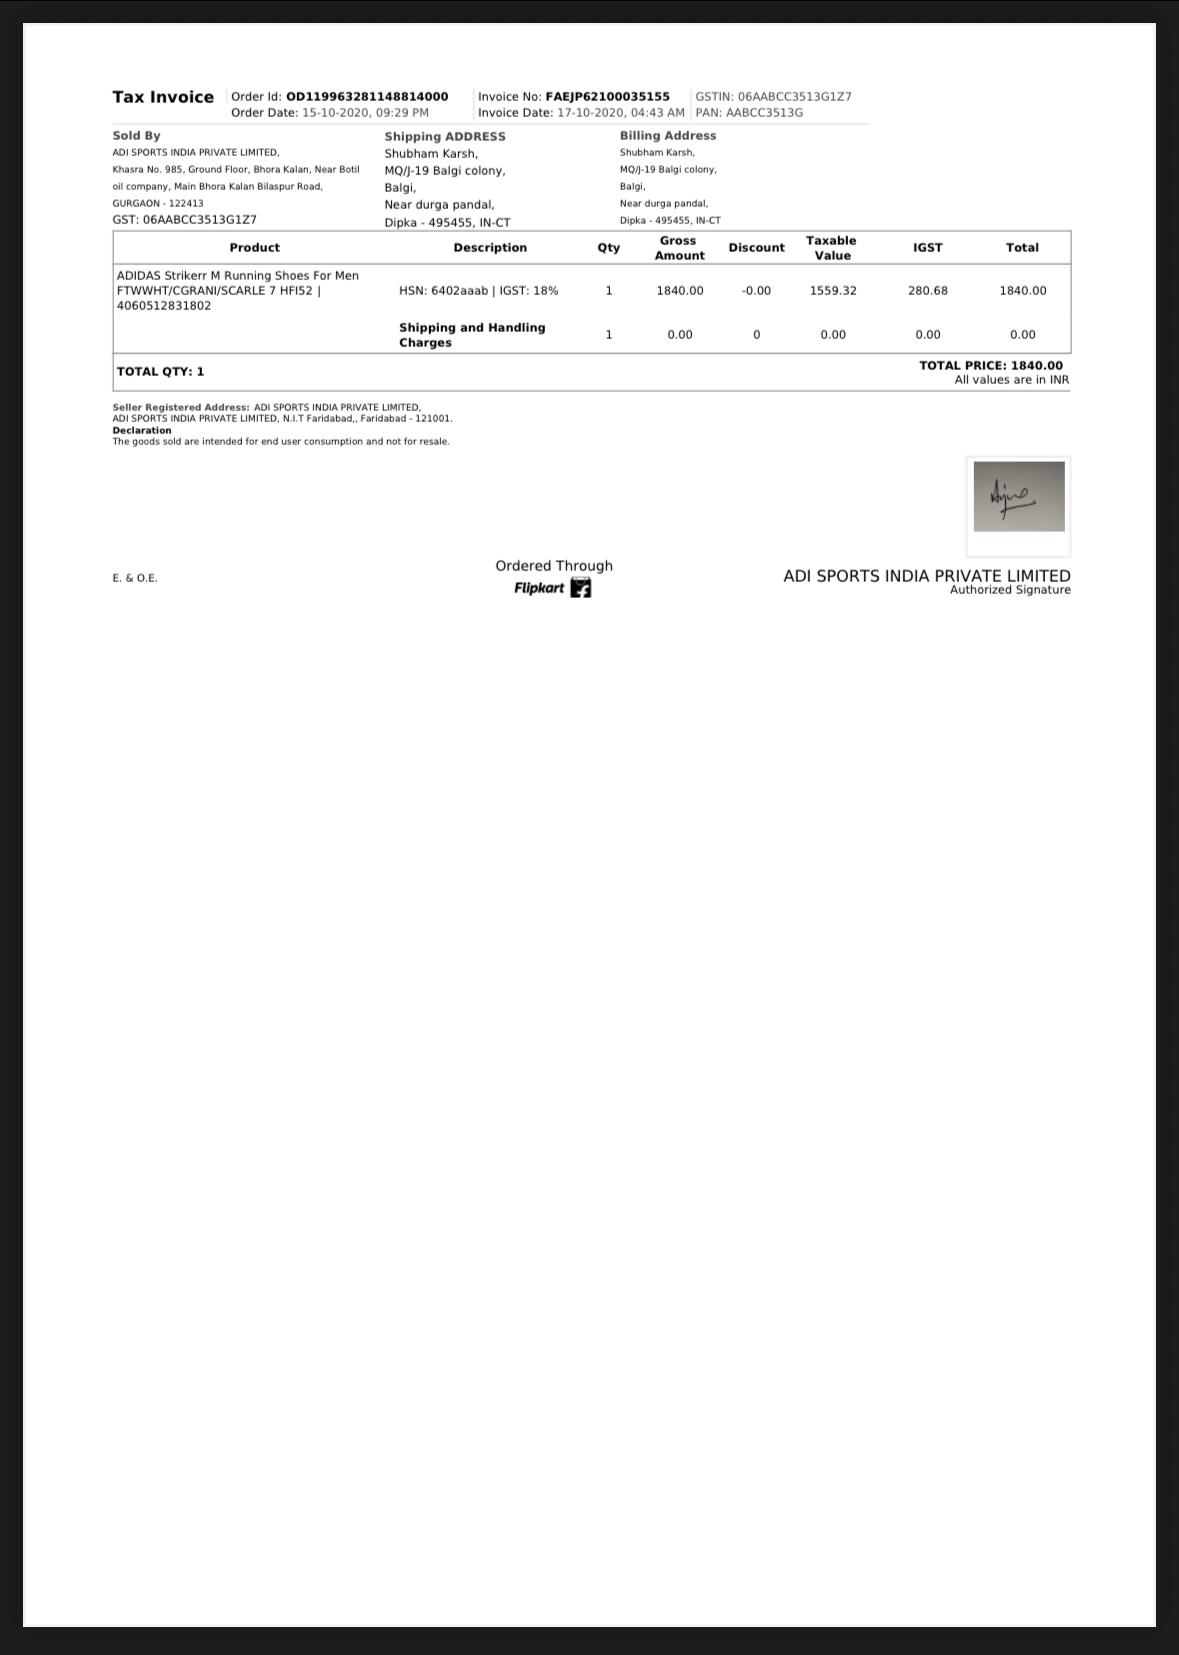 Tax Invoice
Order Id: OD119963281148814000
Order Date: 15-10-2020, 09:29 PM
Invoice No: FAEJP62100035155
Invoice Date: 17-10-2020, 04:43 AM
GSTIN: 06AABCC3513G1Z7
PAN: AABCC3513G
Sold By
ADI SPORTS INDIA PRIVATE LIMITED,
Khasra No. 985, Ground Floor, Bhora Kalan, Near Botil
oil company, Main Bhora Kalan Bilaspur Road,
GURGAON - 122413
GST: 06AABCC3513G1Z7
Shipping ADDRESS
Shubham Karsh,
MQ/J-19 Balgi colony,
Balgi,
Near durga pandal,
Dipka - 495455, IN-CT
Billing Address
Shubham Karsh,
MQ/J-19 Balgi colony,
Balgi,
Near durga pandal,
Dipka - 495455, IN-CT
Product Description Qty Gross Amount Discount Taxable Value IGST Total
ADIDAS Strikerr M Running Shoes For Men
FTWWHT/CGRANI/SCARLE 7 HFI52 |
4060512831802
HSN: 6402aaab | IGST: 18% 1 1840.00 -0.00 1559.32 280.68 1840.00
Shipping and Handling
Charges
1 0.00 0 0.00 0.00 0.00
TOTAL QTY: 1
TOTAL PRICE: 1840.00
All values are in INR
Seller Registered Address: ADI SPORTS INDIA PRIVATE LIMITED,
ADI SPORTS INDIA PRIVATE LIMITED, N.I.T Faridabad,, Faridabad - 121001.
Declaration
The goods sold are intended for end user consumption and not for resale.
E. & O.E.
Ordered Through
Flipkart
ADI SPORTS INDIA PRIVATE LIMITED
Authorized Signature